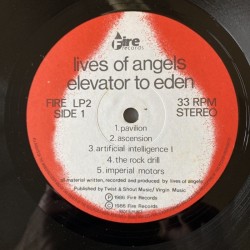 Fire
RECORDS
lives of angels
elevator to eden
FIRE LP2 33 RPM
SIDE 1 STEREO
1. pavilion
2. ascension
3. artificial intelligence I
4. the rock drill
5. imperial motors
all material written, recorded and produced by lives of angels
Published by Twist & Shout Music/ Virgin Music
Ⓟ 1986 Fire Records
© 1986 Fire Records